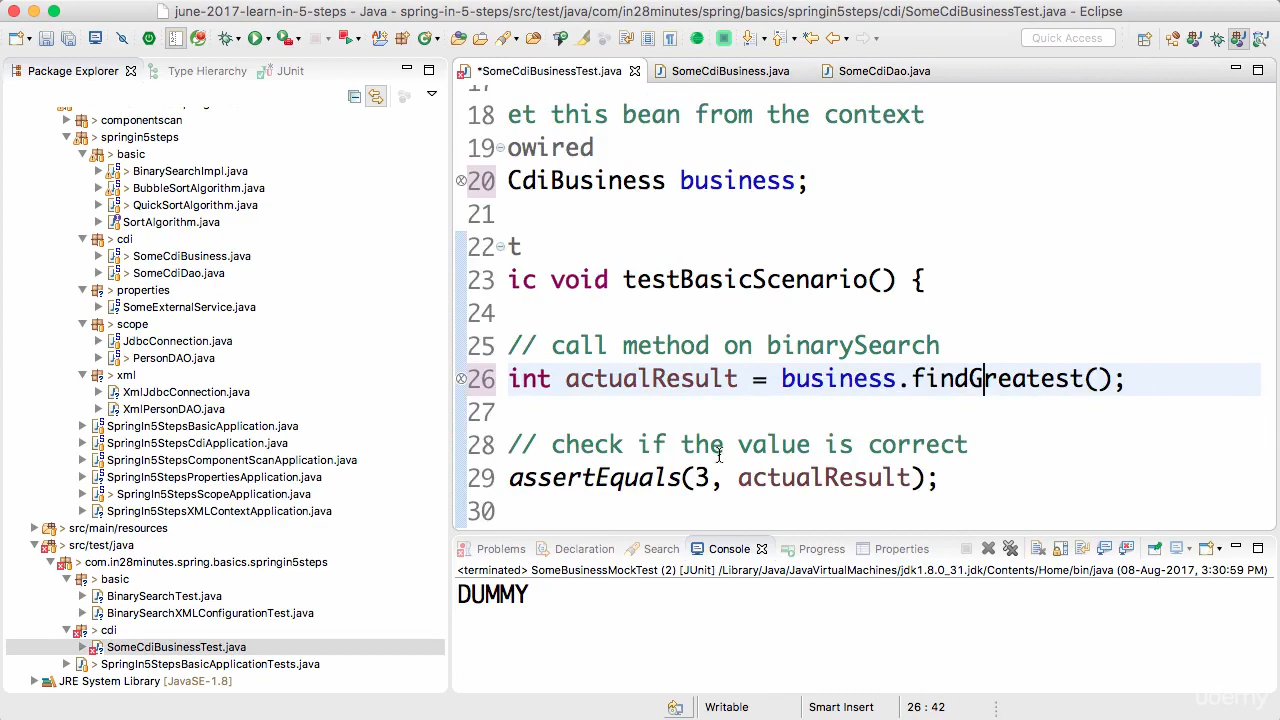 june-2017-learn-in-5-steps - Java - spring-in-5-steps/src/test/java/com/in28minutes/spring/basics/springin5steps/cdi/SomeCdiBusinessTest.java - Eclipse
Quick Access
Package Explorer
Type Hierarchy
JUnit
> componentscan
> springin5steps
> basic
> BinarySearchImpl.java
> BubbleSortAlgorithm.java
> QuickSortAlgorithm.java
SortAlgorithm.java
> cdi
> SomeCdiBusiness.java
> SomeCdiDao.java
> properties
> SomeExternalService.java
> scope
> JdbcConnection.java
> PersonDAO.java
> xml
> XmlJdbcConnection.java
> XmlPersonDAO.java
> SpringIn5StepsBasicApplication.java
> SpringIn5StepsCdiApplication.java
> SpringIn5StepsComponentScanApplication.java
> SpringIn5StepsPropertiesApplication.java
> SpringIn5StepsScopeApplication.java
> SpringIn5StepsXMLContextApplication.java
> src/main/resources
> src/test/java
> com.in28minutes.spring.basics.springin5steps
> basic
> BinarySearchTest.java
> BinarySearchXMLConfigurationTest.java
> cdi
SomeCdiBusinessTest.java
> SpringIn5StepsBasicApplicationTests.java
JRE System Library [JavaSE-1.8]
*SomeCdiBusinessTest.java
SomeCdiBusiness.java
SomeCdiDao.java
17
18 et this bean from the context
19 owired
20 CdiBusiness business;
21
22 t
23 ic void testBasicScenario() {
24
25 // call method on binarySearch
26 int actualResult = business.findGreatest();
27
28 // check if the value is correct
29 assertEquals(3, actualResult);
30
Problems
Declaration
Search
Console
Progress
Properties
<terminated> SomeBusinessMockTest (2) [JUnit] /Library/Java/JavaVirtualMachines/jdk1.8.0_31.jdk/Contents/Home/bin/java (08-Aug-2017, 3:30:59 PM)
DUMMY
Writable
Smart Insert
26 : 42
udemy